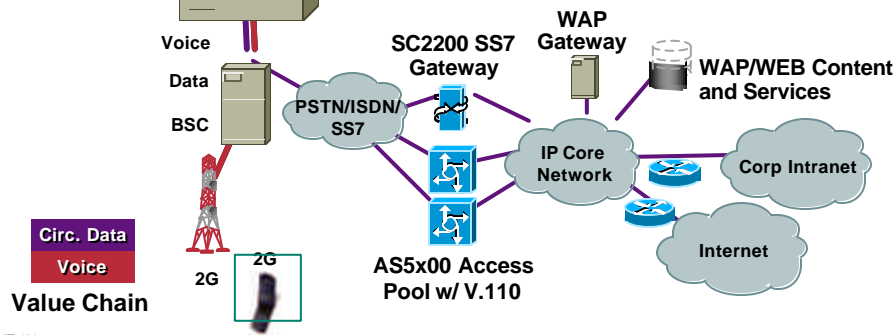 Voice
Data
BSC
SC2200 SS7
Gateway
WAP
Gateway
WAP/WEB Content
and Services
PSTN/ISDN/
SS7
IP Core
Network
Corp Intranet
Internet
AS5x00 Access
Pool w/ V.110
Circ. Data
Voice
Value Chain
2G
2G